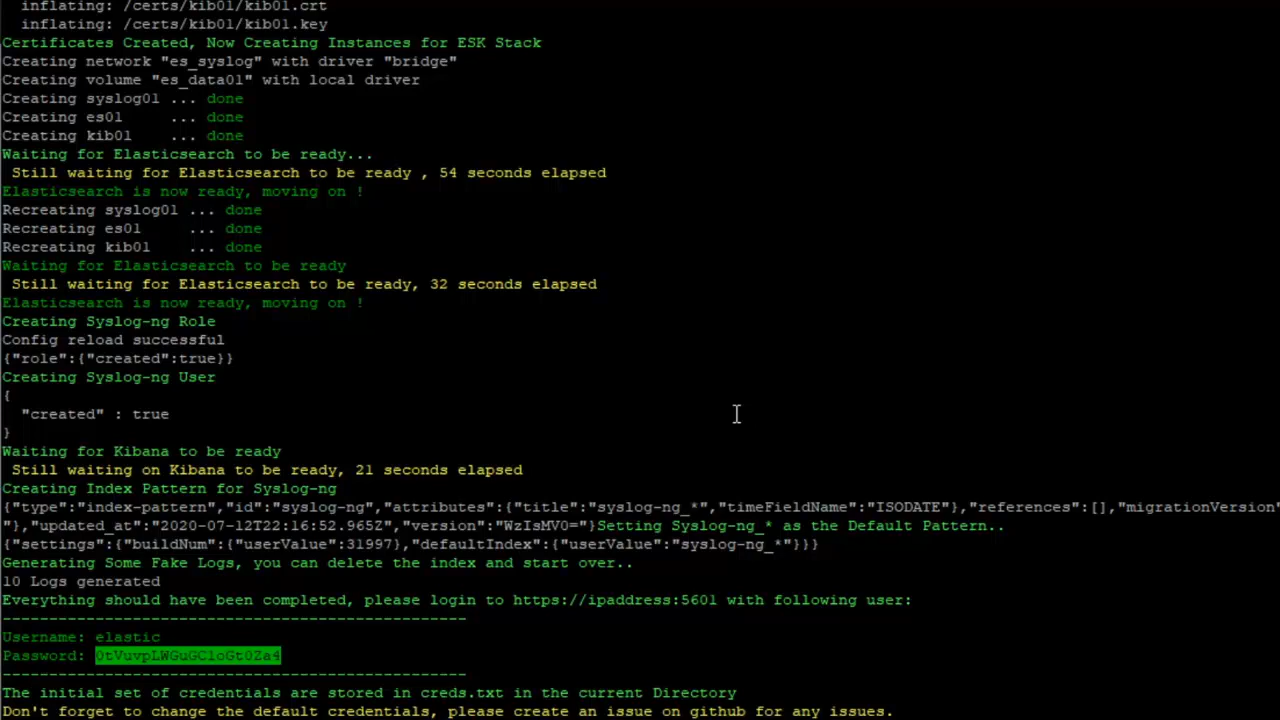 inflating: /certs/kib01/kib01.crt
inflating: /certs/kib01/kib01.key
Certificates Created, Now Creating Instances for ESK Stack
Creating network "es_syslog" with driver "bridge"
Creating volume "es_data01" with local driver
Creating syslog01 ... done
Creating es01     ... done
Creating kib01    ... done
Waiting for Elasticsearch to be ready...
Still waiting for Elasticsearch to be ready , 54 seconds elapsed
Elasticsearch is now ready, moving on !
Recreating syslog01 ... done
Recreating es01     ... done
Recreating kib01    ... done
Waiting for Elasticsearch to be ready
Still waiting for Elasticsearch to be ready, 32 seconds elapsed
Elasticsearch is now ready, moving on !
Creating Syslog-ng Role
Config reload successful
{"role":{"created":true}}
Creating Syslog-ng User
{
"created" : true
}
Waiting for Kibana to be ready
Still waiting on Kibana to be ready, 21 seconds elapsed
Creating Index Pattern for Syslog-ng
{"type":"index-pattern","id":"syslog-ng","attributes":{"title":"syslog-ng_*","timeFieldName":"ISODATE"},"references":[],"migrationVersion"
"},"updated_at":"2020-07-12T22:16:52.965Z","version":"WzIsMV0="}Setting Syslog-ng_* as the Default Pattern..
{"settings":{"buildNum":{"userValue":31997},"defaultIndex":{"userValue":"syslog-ng_*"}}}
Generating Some Fake Logs, you can delete the index and start over..
10 Logs generated
Everything should have been completed, please login to https://ipaddress:5601 with following user:
--------------------------------------------------
Username: elastic
Password: 0tVuvpLWGuGCloGt0Za4
--------------------------------------------------
The initial set of credentials are stored in creds.txt in the current Directory
Don't forget to change the default credentials, please create an issue on github for any issues.